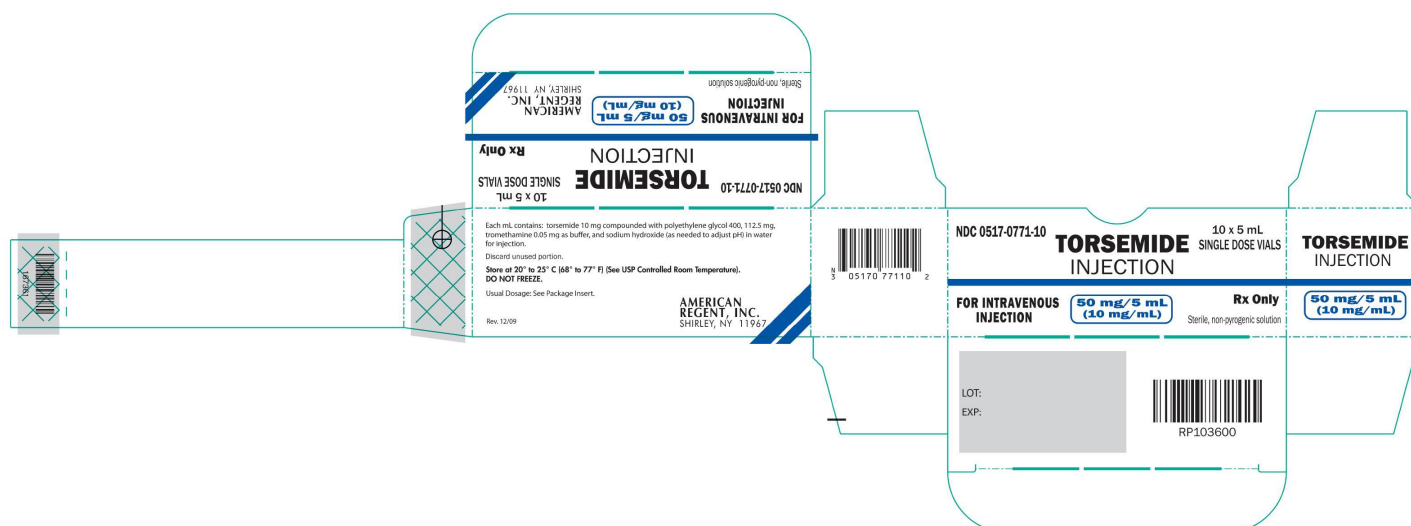 AMERICAN
REGENT, INC.
SHIRLEY, NY 11967
50 mg/5 mL
(10 mg/mL)
FOR INTRAVENOUS
INJECTION
Sterile, non-pyrogenic solution
Rx Only
10 x 5 mL
SINGLE DOSE VIALS
TORSEMIDE
INJECTION
NDC 0517-0771-10
Each mL contains: torsemide 10 mg compounded with polyethylene glycol 400, 112.5 mg,
tromethamine 0.05 mg as buffer, and sodium hydroxide (as needed to adjust pH) in water
for injection.
Discard unused portion.
Store at 20° to 25° C (68° to 77° F) (See USP Controlled Room Temperature).
DO NOT FREEZE.
Usual Dosage: See Package Insert.
Rev. 12/09
AMERICAN
REGENT, INC.
SHIRLEY, NY 11967
N
3 05170 77110 2
NDC 0517-0771-10
TORSEMIDE
INJECTION
10 x 5 mL
SINGLE DOSE VIALS
FOR INTRAVENOUS
INJECTION
50 mg/5 mL
(10 mg/mL)
Rx Only
Sterile, non-pyrogenic solution
TORSEMIDE
INJECTION
50 mg/5 mL
(10 mg/mL)
LOT:
EXP:
RP103600